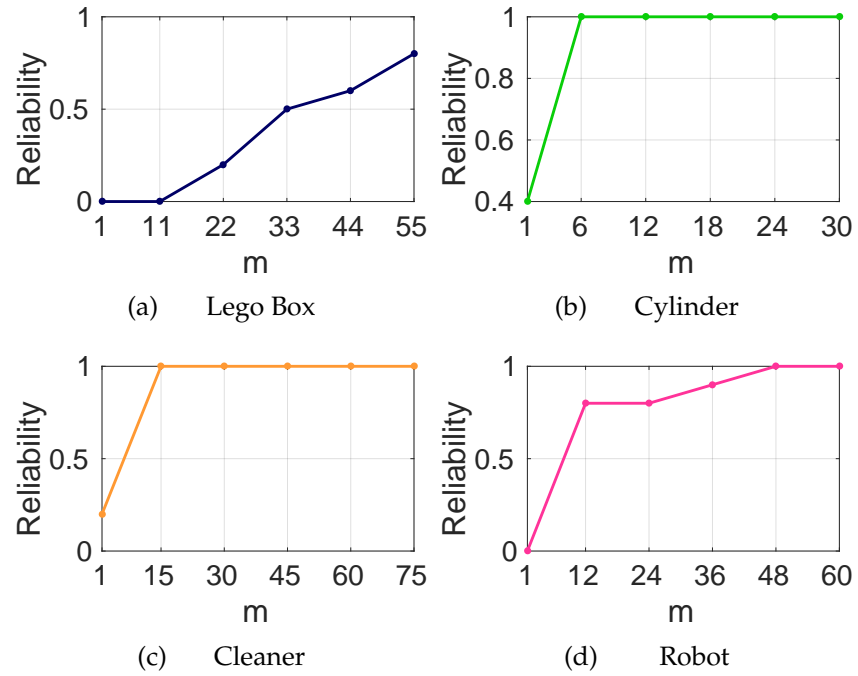 1
0.5
0
Reliability
1 11 22 33 44 55
m
(a) Lego Box
1
0.8
0.6
0.4
Reliability
1 6 12 18 24 30
m
(b) Cylinder
1
0.5
0
Reliability
1 15 30 45 60 75
m
(c) Cleaner
1
0.5
0
Reliability
1 12 24 36 48 60
m
(d) Robot